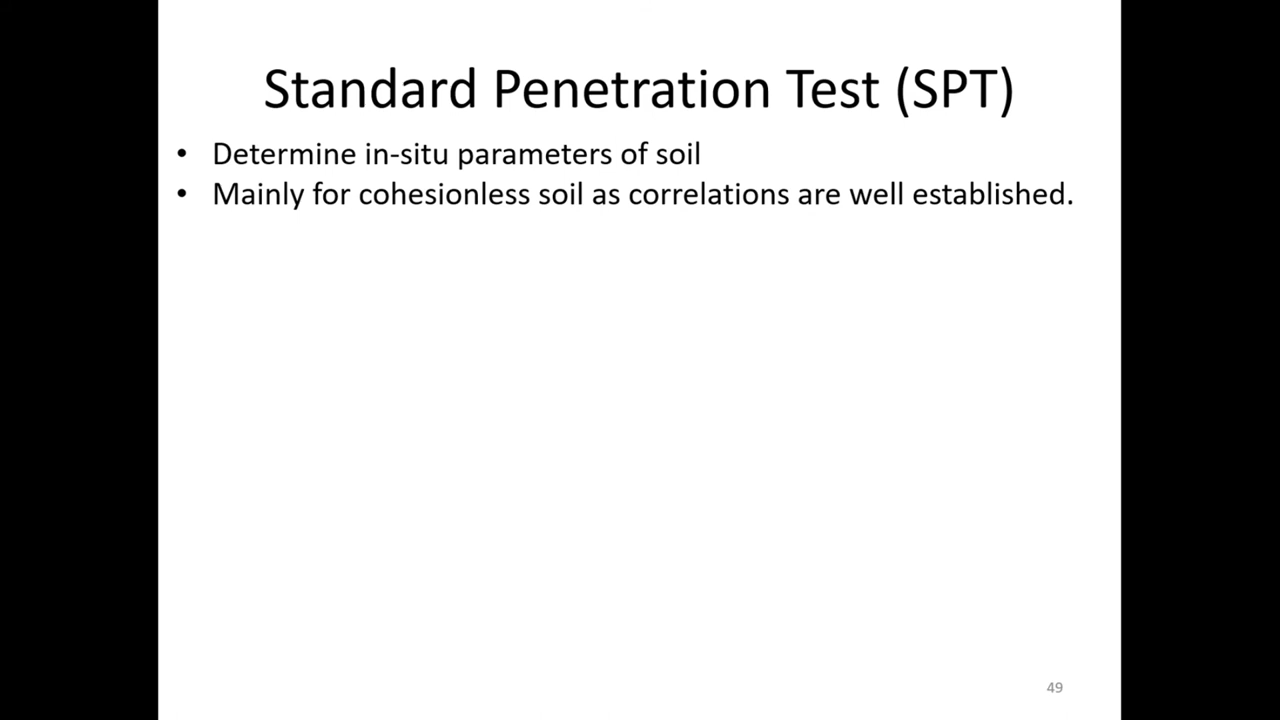 Standard Penetration Test (SPT)
• Determine in-situ parameters of soil
• Mainly for cohesionless soil as correlations are well established.
49